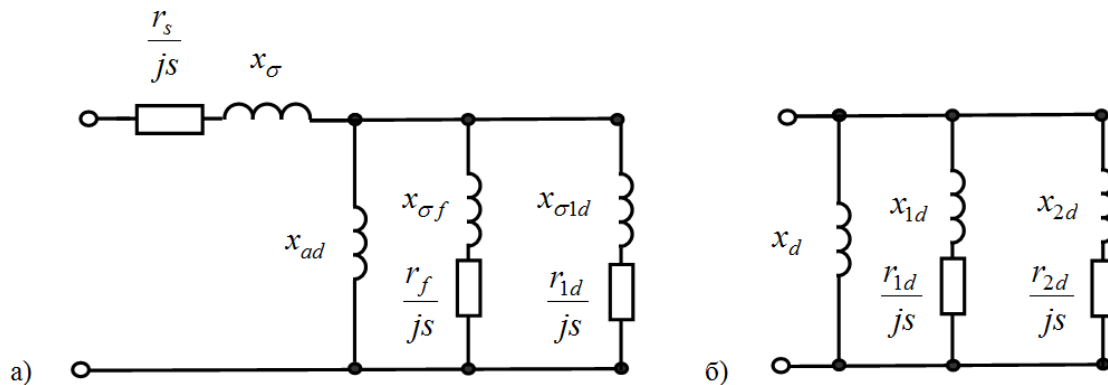 r_s/js
x_σ
x_ad
x_σf
r_f/js
x_σ1d
r_1d/js
а)
x_d
x_1d
r_1d/js
x_2d
r_2d/js
б)